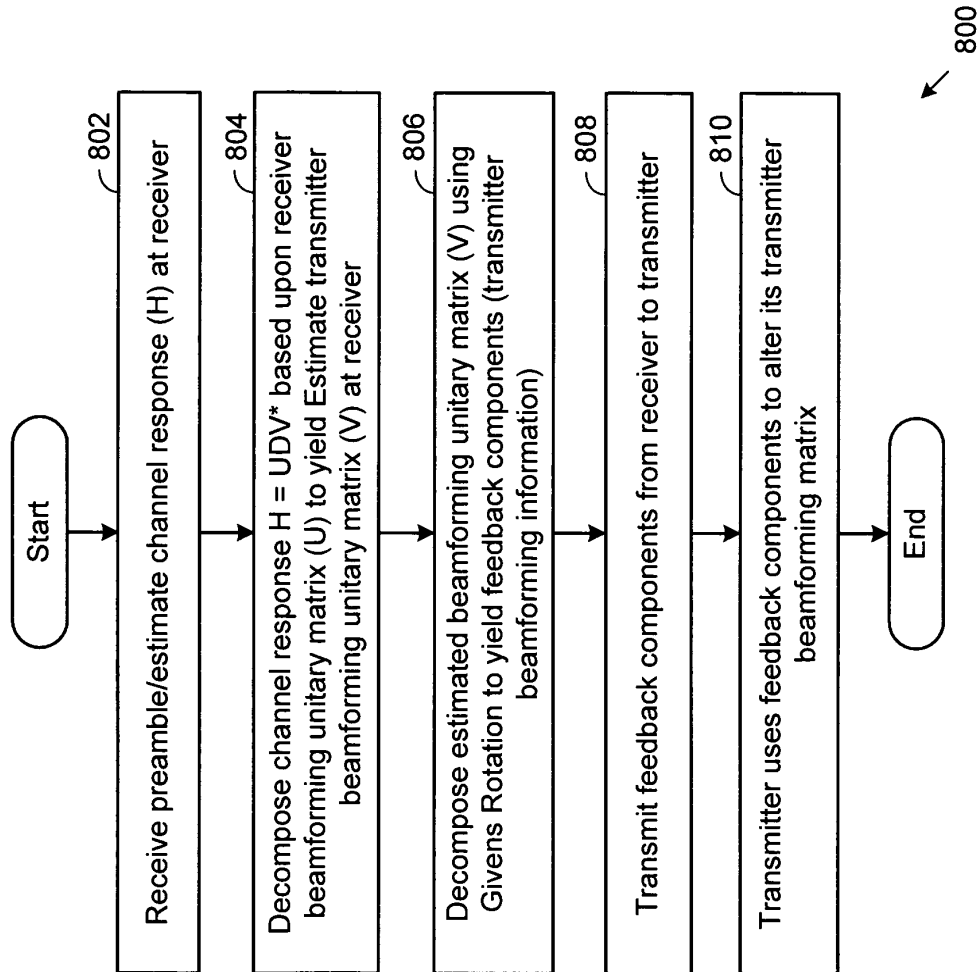 Start
802
Receive preamble/estimate channel response (H) at receiver
804
Decompose channel response H = UDV* based upon receiver
beamforming unitary matrix (U) to yield Estimate transmitter
beamforming unitary matrix (V) at receiver
806
Decompose estimated beamforming unitary matrix (V) using
Givens Rotation to yield feedback components (transmitter
beamforming information)
808
Transmit feedback components from receiver to transmitter
810
Transmitter uses feedback components to alter its transmitter
beamforming matrix
End
800